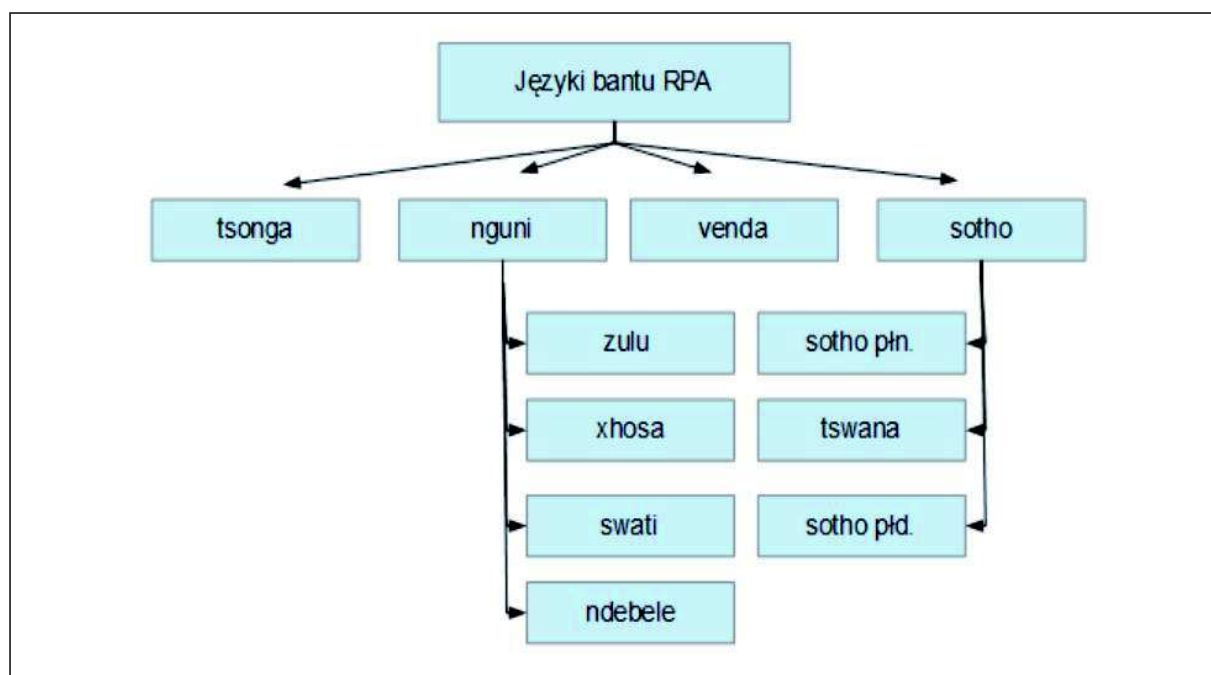 Języki bantu RPA
tsonga
nguni
venda
sotho
zulu
sotho płn.
xhosa
tswana
swati
sotho płd.
ndebele